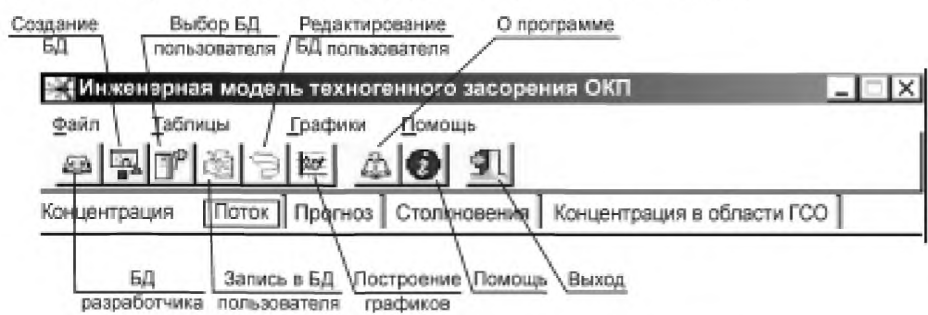 Создание БД
Выбор БД пользователя
Редактирование БД пользователя
О программе
Инженерная модель техногенного засорения ОКП
Файл Таблицы Графики Помощь
Концентрация Поток Прогноз Столкновения Концентрация в области ГСО
БД разработчика
Запись в БД пользователя
Построение графиков
Помощь
Выход